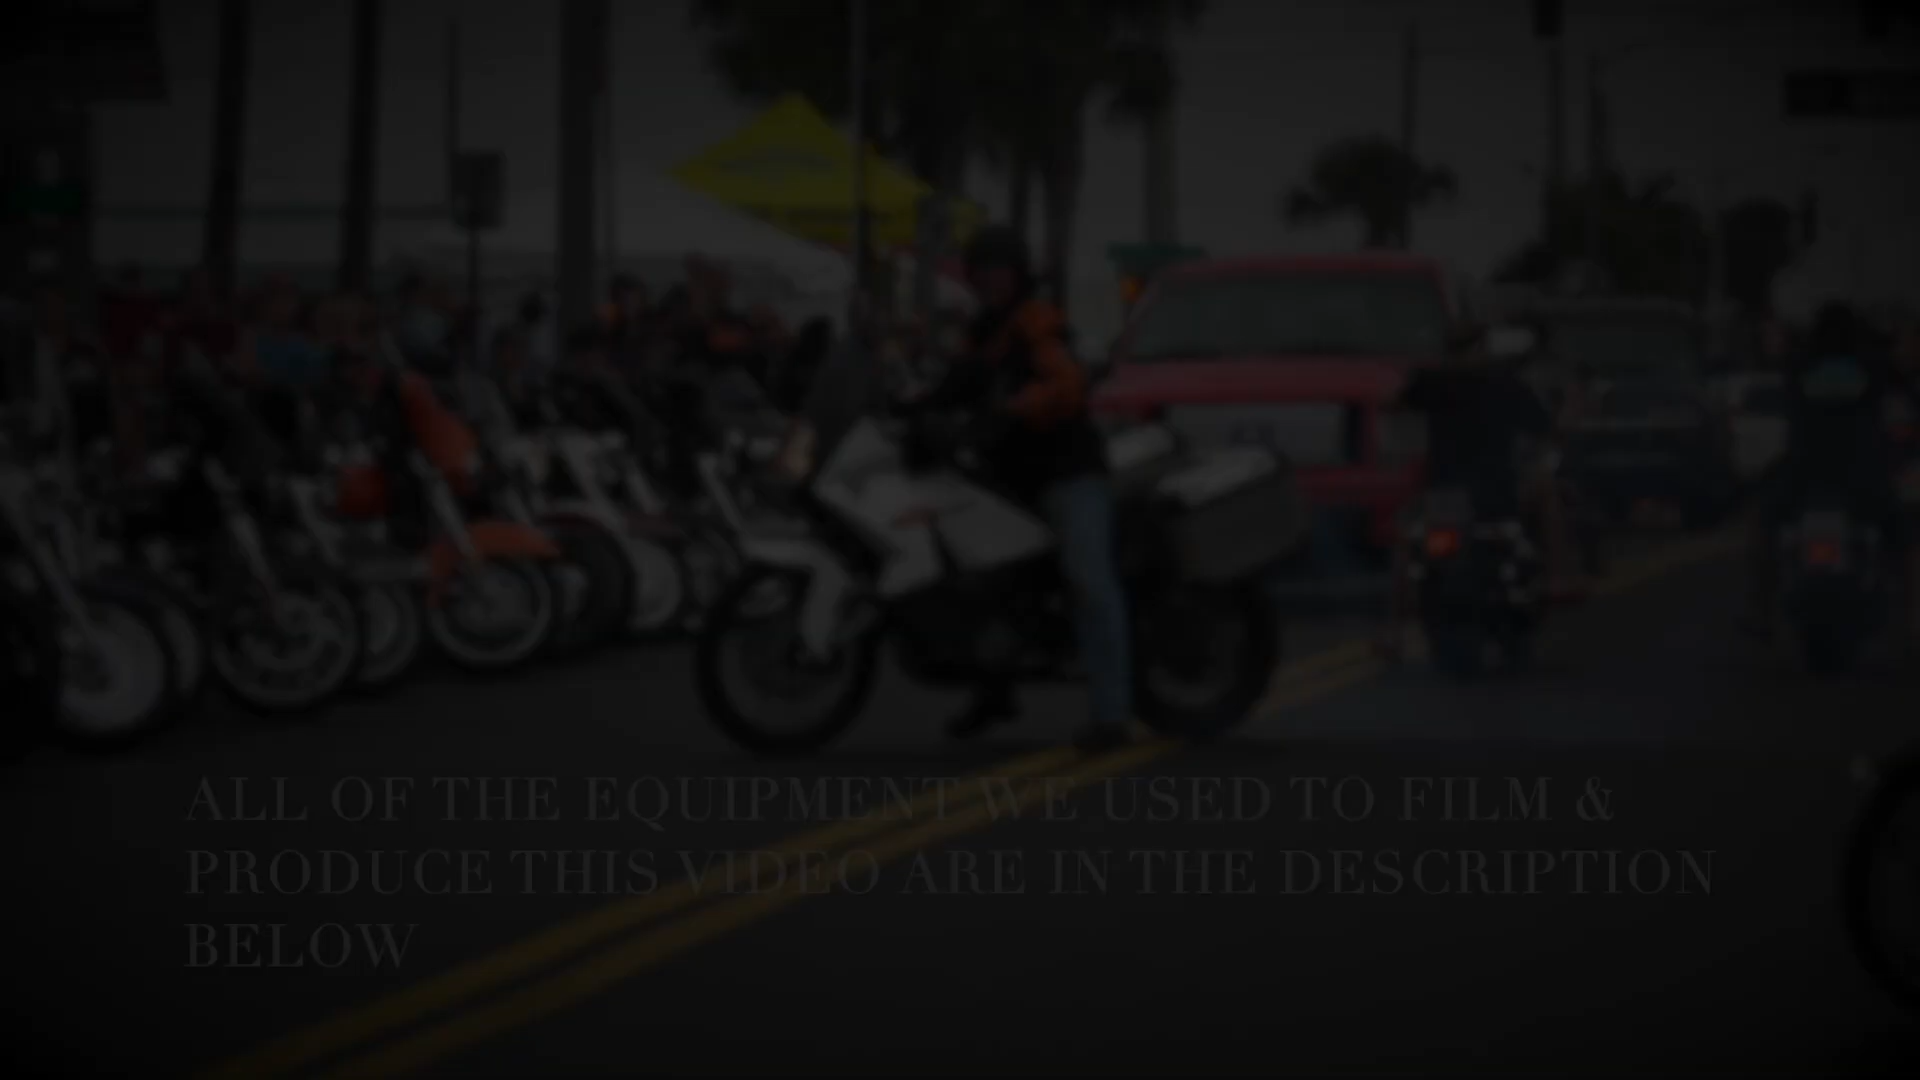 ALL OF THE EQUIPMENT WE USED TO FILM &
PRODUCE THIS VIDEO ARE IN THE DESCRIPTION
BELOW